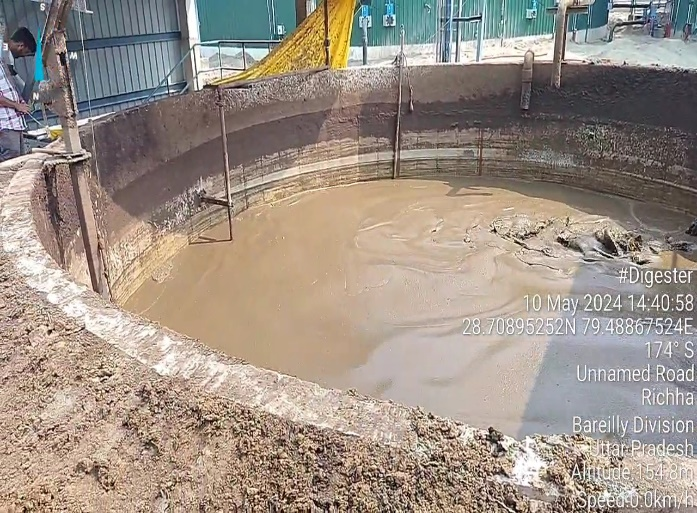 #Digester
10 May 2024 14:40:58
28.70895252N 79.48867524E
174° S
Unnamed Road
Richha
Bareilly Division
Uttar Pradesh
Altitude:154.8m
Speed:0.0km/h